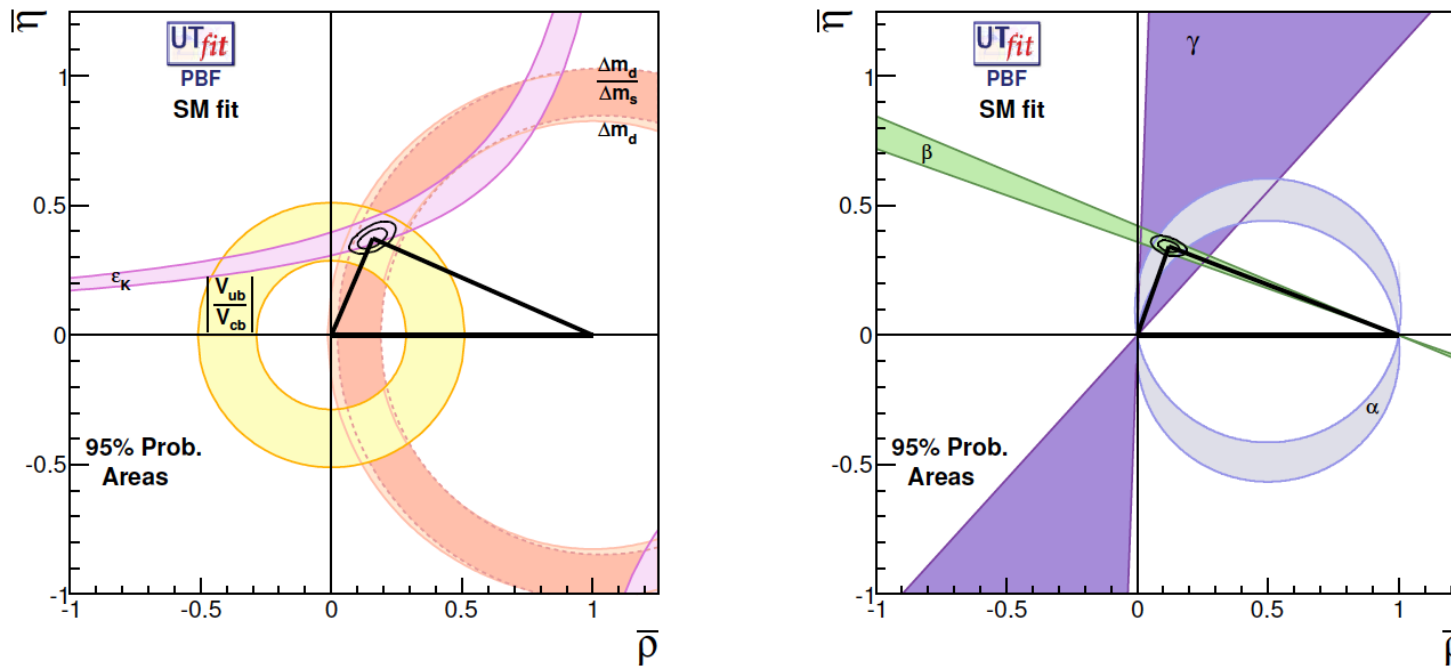 η̅
UTfit
PBF
SM fit
Δm_d
Δm_s
Δm_d
ε_K
|V_ub
V_cb|
95% Prob.
Areas
1
0.5
0
-0.5
-1
-1
-0.5
0
0.5
1
ρ̅
η̅
UTfit
PBF
SM fit
γ
β
α
95% Prob.
Areas
1
0.5
0
-0.5
-1
-1
-0.5
0
0.5
1
ρ̅